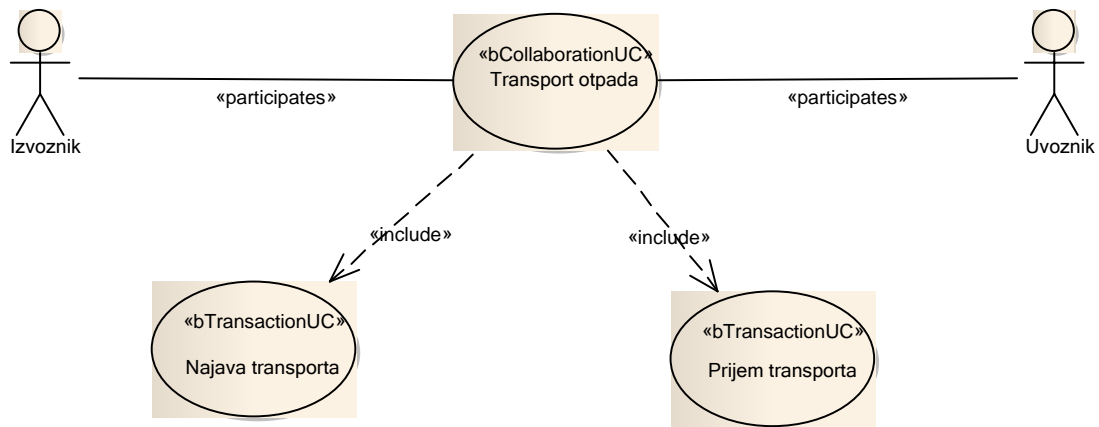 «bCollaborationUC»
Transport otpada
«participates»
«participates»
Izvoznik
Uvoznik
«include»
«include»
«bTransactionUC»
Najava transporta
«bTransactionUC»
Prijem transporta